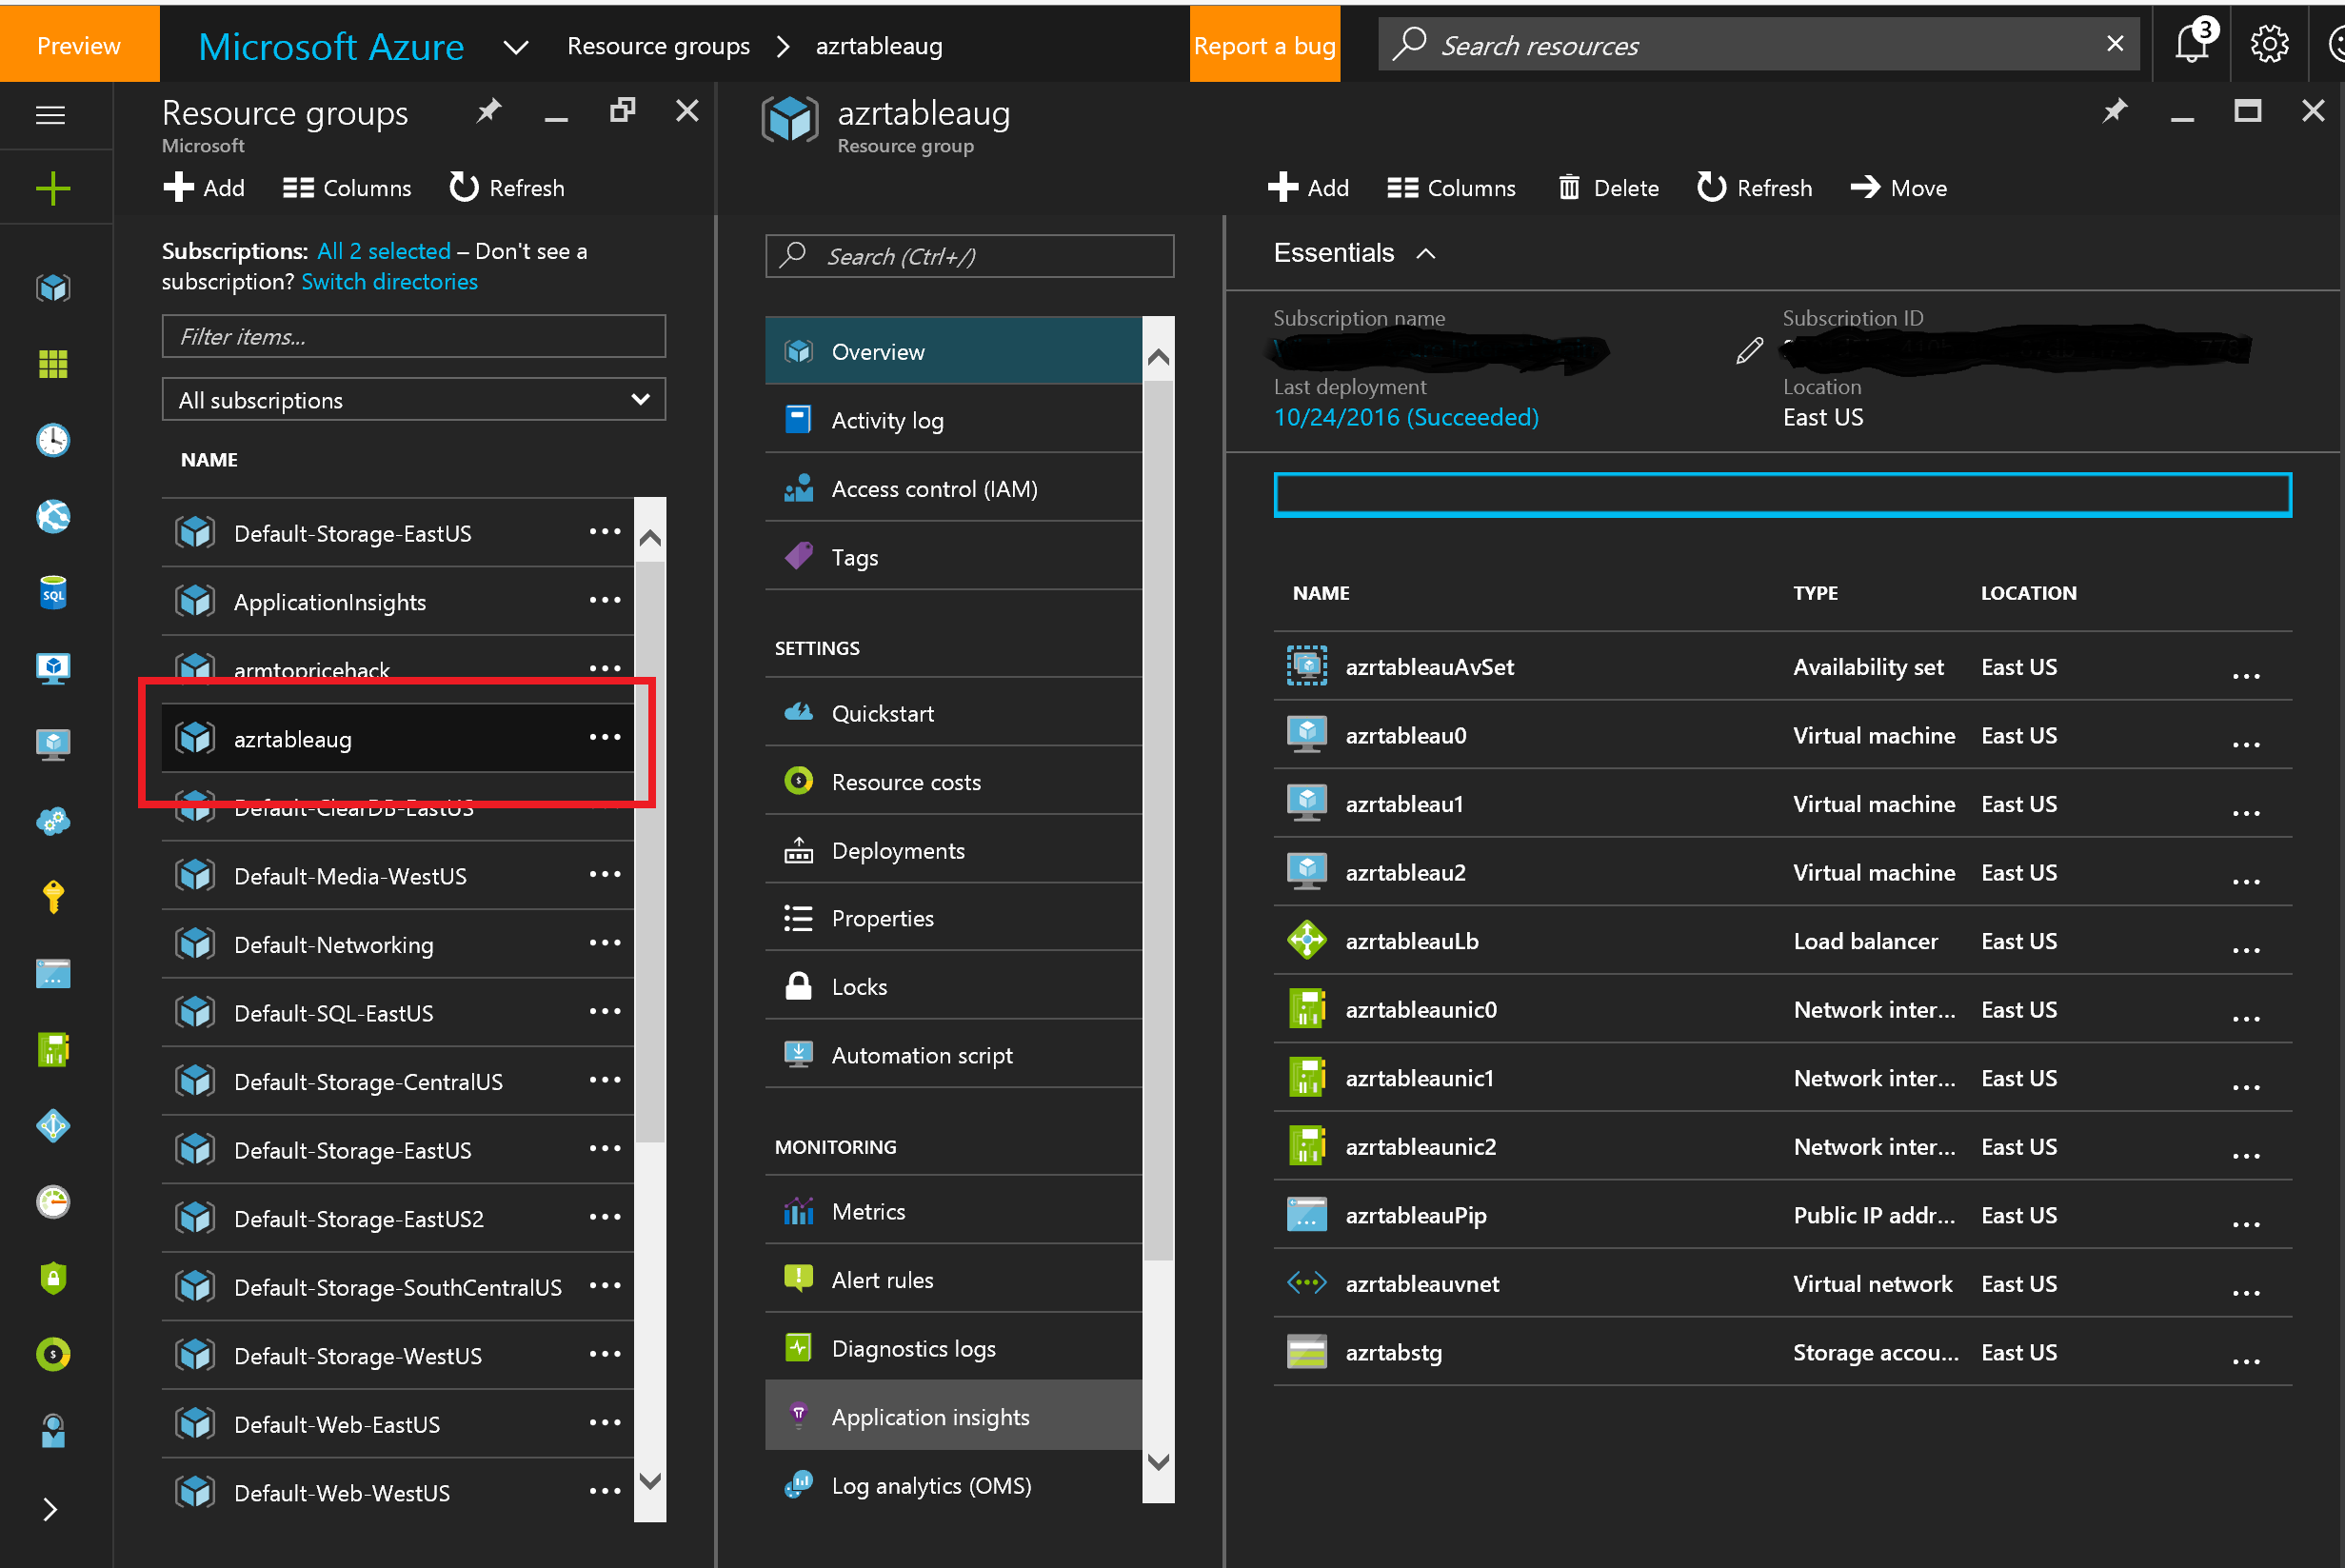 Preview
Microsoft Azure
Resource groups
azrtableaug
Report a bug
Search resources
3
Resource groups
Microsoft
Add
Columns
Refresh
Subscriptions: All 2 selected – Don't see a
subscription? Switch directories
Filter items...
All subscriptions
NAME
Default-Storage-EastUS
ApplicationInsights
armtopricehack
azrtableaug
Default-ClearDB-EastUS
Default-Media-WestUS
Default-Networking
Default-SQL-EastUS
Default-Storage-CentralUS
Default-Storage-EastUS
Default-Storage-EastUS2
Default-Storage-SouthCentralUS
Default-Storage-WestUS
Default-Web-EastUS
Default-Web-WestUS
SQL
azrtableaug
Resource group
Search (Ctrl+/)
Overview
Activity log
Access control (IAM)
Tags
SETTINGS
Quickstart
Resource costs
Deployments
Properties
Locks
Automation script
MONITORING
Metrics
Alert rules
Diagnostics logs
Application insights
Log analytics (OMS)
Add
Columns
Delete
Refresh
Move
Essentials
Subscription name
Subscription ID
Last deployment
Location
10/24/2016 (Succeeded)
East US
NAME TYPE LOCATION
azrtableauAvSet Availability set East US ...
azrtableau0 Virtual machine East US ...
azrtableau1 Virtual machine East US ...
azrtableau2 Virtual machine East US ...
azrtableauLb Load balancer East US ...
azrtableaunic0 Network inter... East US ...
azrtableaunic1 Network inter... East US ...
azrtableaunic2 Network inter... East US ...
azrtableauPip Public IP addr... East US ...
azrtableauvnet Virtual network East US ...
azrtabstg Storage accou... East US ...